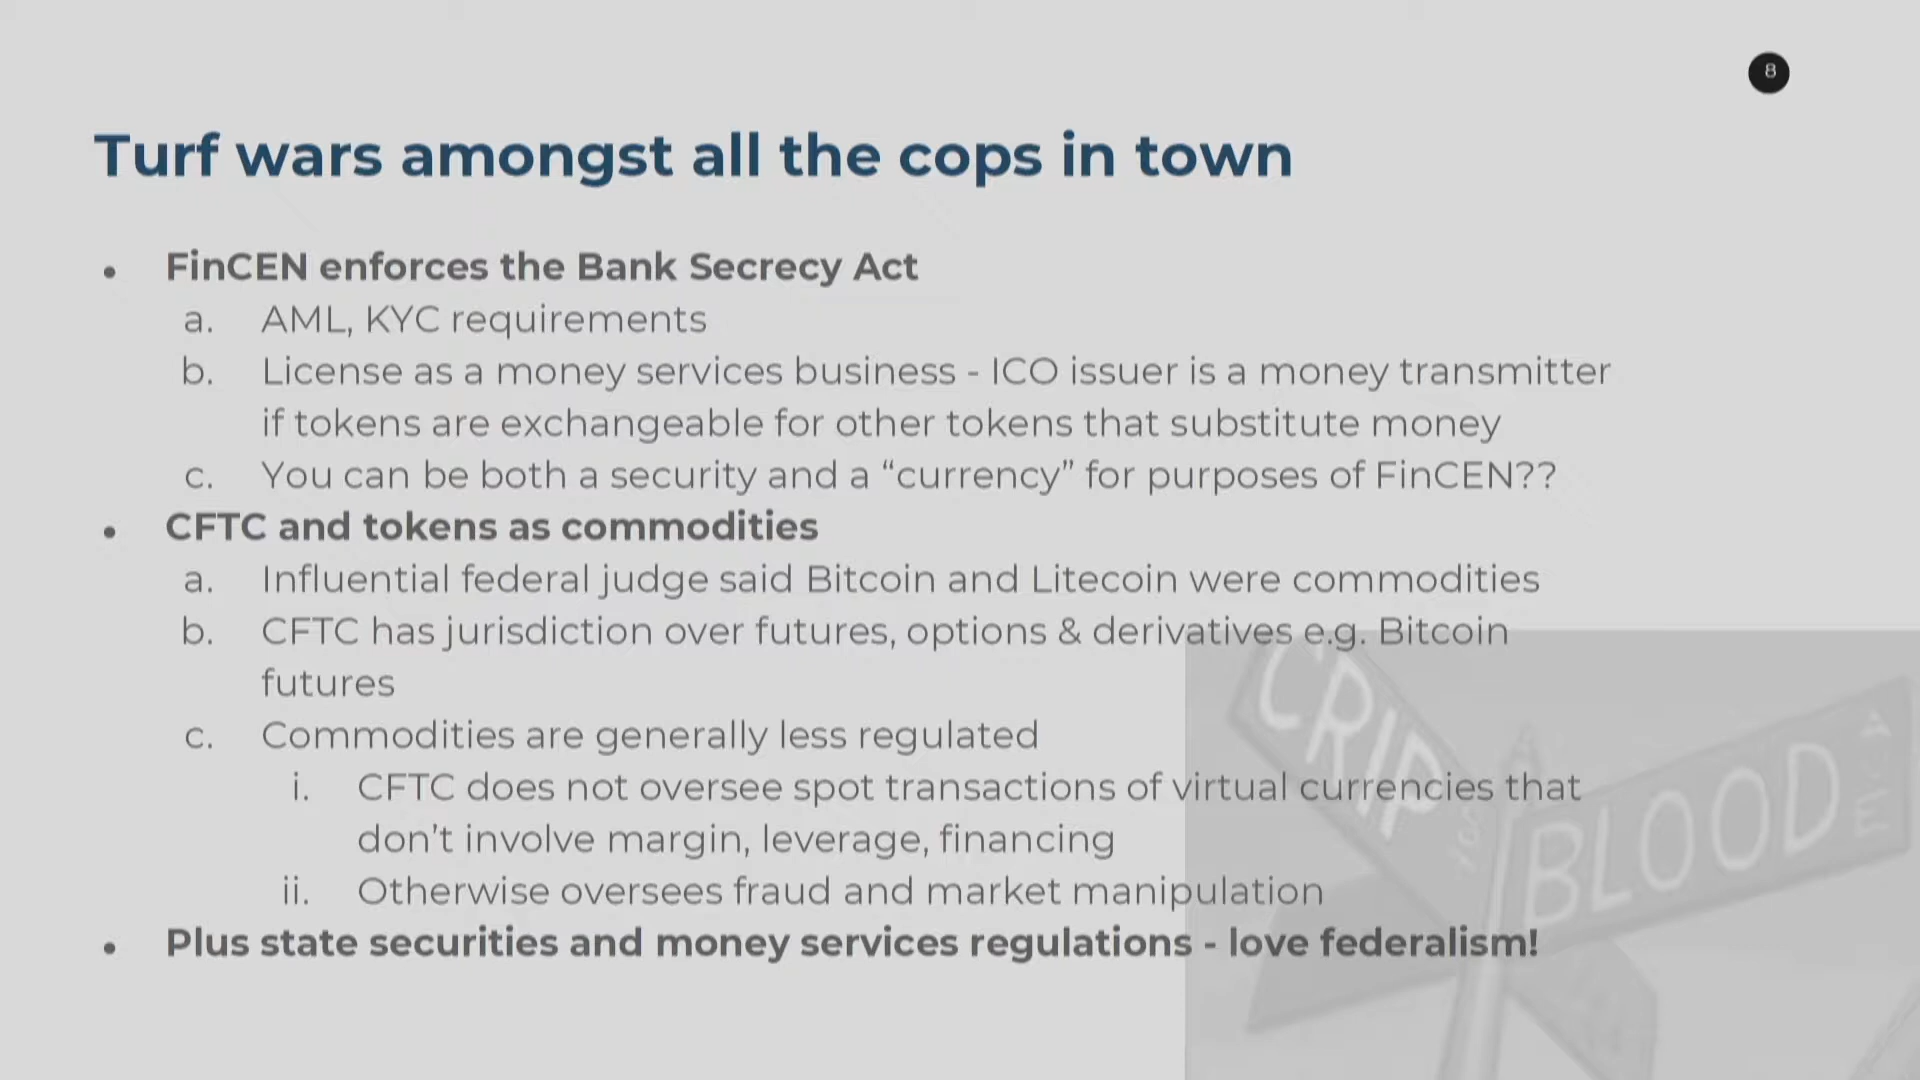 8
Turf wars amongst all the cops in town
• FinCEN enforces the Bank Secrecy Act
a. AML, KYC requirements
b. License as a money services business - ICO issuer is a money transmitter
if tokens are exchangeable for other tokens that substitute money
c. You can be both a security and a “currency” for purposes of FinCEN??
• CFTC and tokens as commodities
a. Influential federal judge said Bitcoin and Litecoin were commodities
b. CFTC has jurisdiction over futures, options & derivatives e.g. Bitcoin
futures
c. Commodities are generally less regulated
i. CFTC does not oversee spot transactions of virtual currencies that
don’t involve margin, leverage, financing
ii. Otherwise oversees fraud and market manipulation
• Plus state securities and money services regulations - love federalism!
CRIP ST
BLOOD AVE